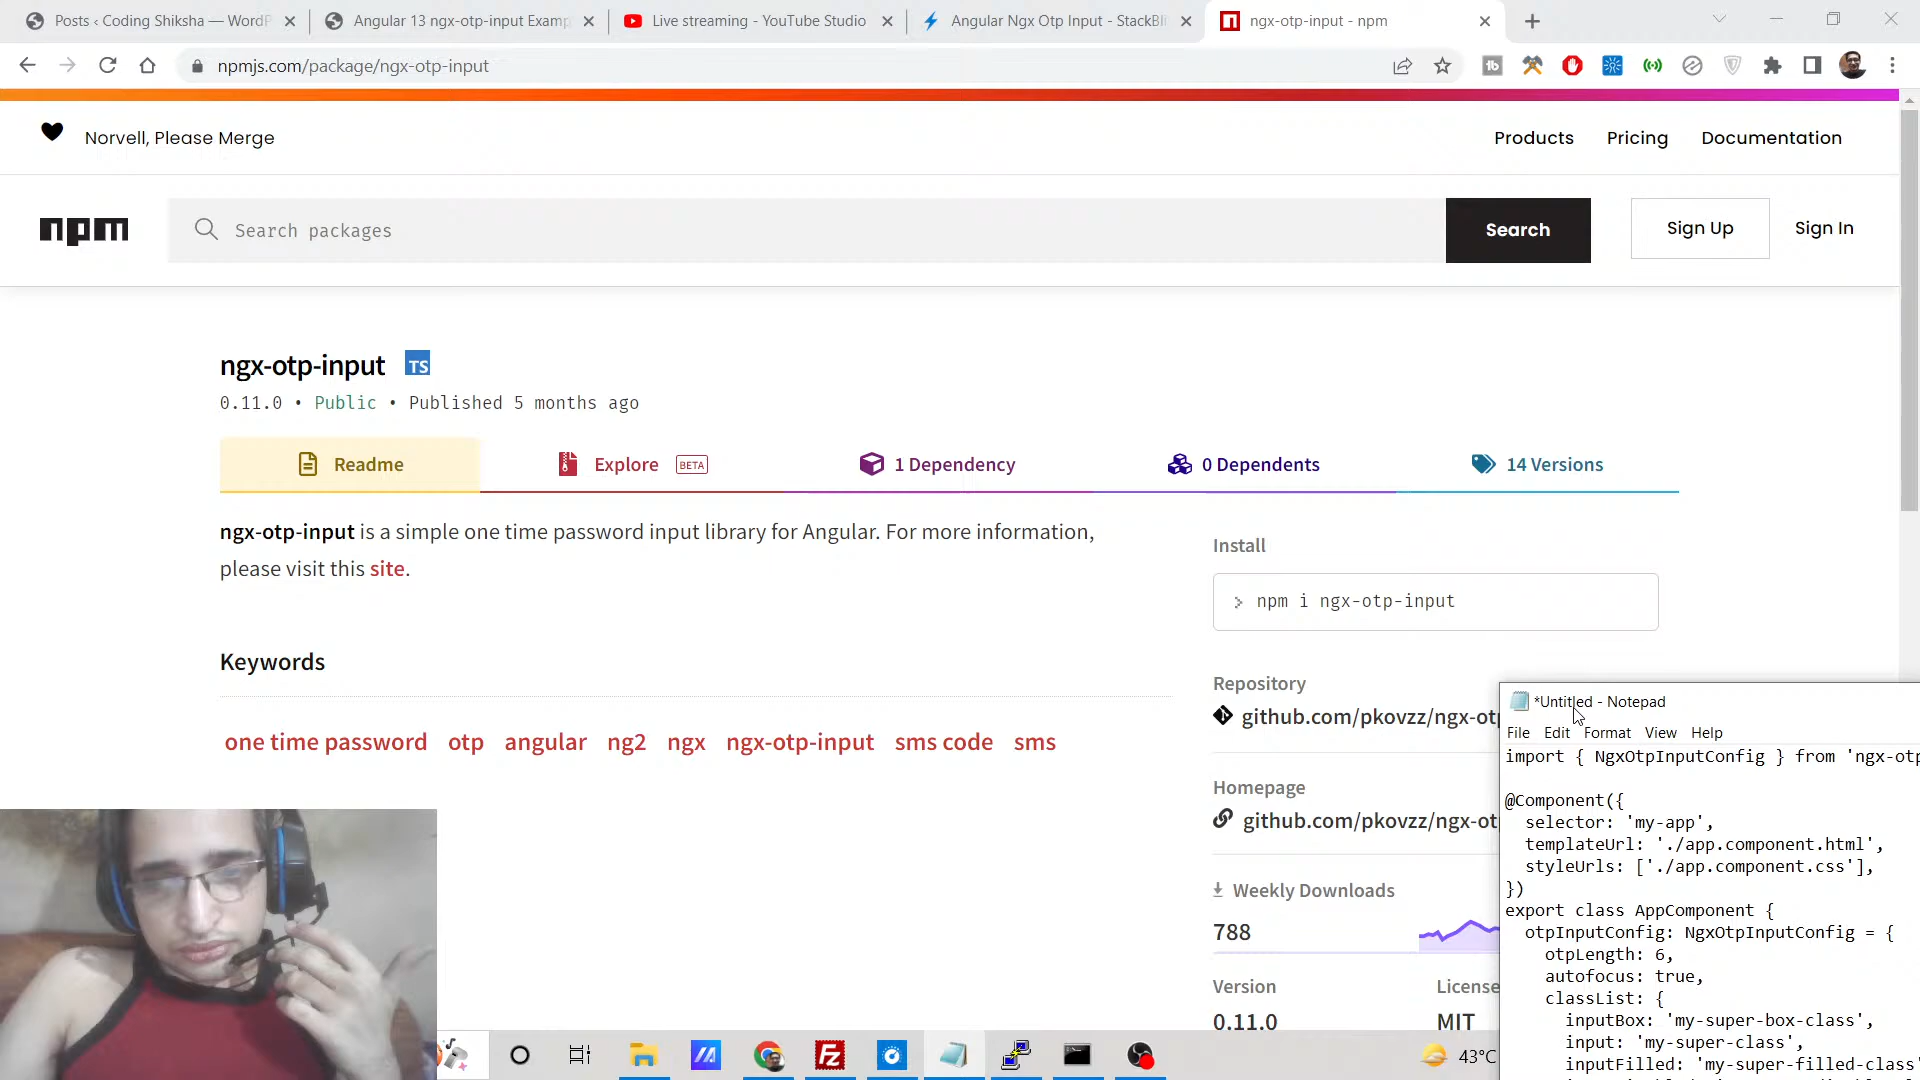 Posts ‹ Coding Shiksha — WordP
Angular 13 ngx-otp-input Examp
Live streaming - YouTube Studio
Angular Ngx Otp Input - StackBli
ngx-otp-input - npm
npmjs.com/package/ngx-otp-input
Norvell, Please Merge
Products
Pricing
Documentation
npm
Search packages
Search
Sign Up
Sign In
ngx-otp-input
TS
0.11.0 • Public • Published 5 months ago
Readme
Explore BETA
1 Dependency
0 Dependents
14 Versions
ngx-otp-input is a simple one time password input library for Angular. For more information,
please visit this site.
Install
> npm i ngx-otp-input
Keywords
one time password otp angular ng2 ngx ngx-otp-input sms code sms
Repository
github.com/pkovzz/ngx-ot
Homepage
github.com/pkovzz/ngx-ot
Weekly Downloads
788
Version
License
0.11.0
MIT
*Untitled - Notepad
File Edit Format View Help
import { NgxOtpInputConfig } from 'ngx-otp
@Component({
selector: 'my-app',
templateUrl: './app.component.html',
styleUrls: ['./app.component.css'],
})
export class AppComponent {
otpInputConfig: NgxOtpInputConfig = {
otpLength: 6,
autofocus: true,
classList: {
inputBox: 'my-super-box-class',
input: 'my-super-class',
inputFilled: 'my-super-filled-class'
43°C